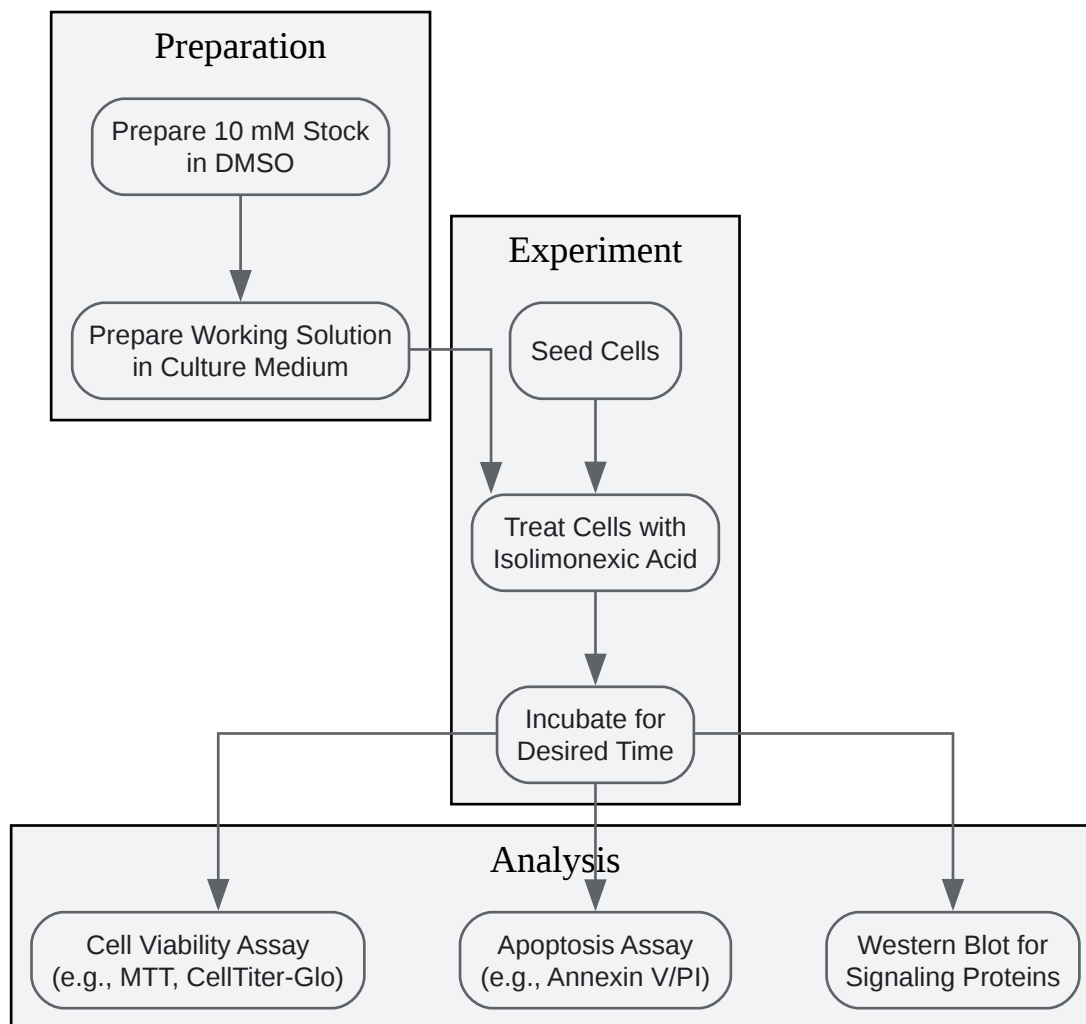 Preparation
Prepare 10 mM Stock
in DMSO
Prepare Working Solution
in Culture Medium
Experiment
Seed Cells
Treat Cells with
Isolimonexic Acid
Incubate for
Desired Time
Analysis
Cell Viability Assay
(e.g., MTT, CellTiter-Glo)
Apoptosis Assay
(e.g., Annexin V/PI)
Western Blot for
Signaling Proteins